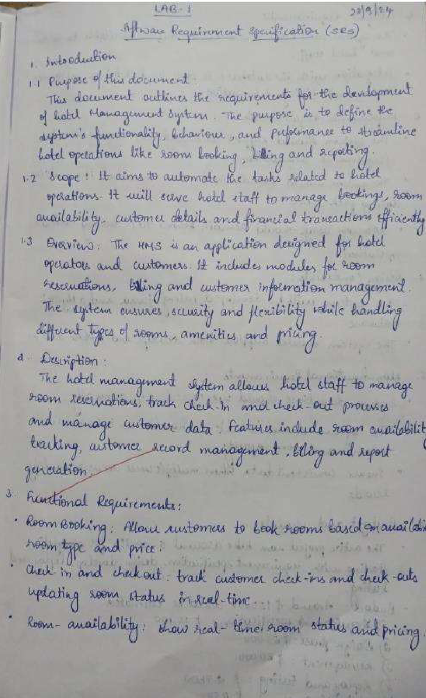 LAB-1
23/9/24
Software Requirement Specification (SRS)
1. Introduction
1.1 Purpose of this document
This document outlines the requirements for the development
of hotel Management System. The purpose is to define the
system's functionality, behaviour, and performance to streamline
hotel operations like room booking, billing and reporting.
1.2 Scope: It aims to automate the tasks related to hotel
operations. It will serve hotel staff to manage bookings, room
availability, customer details and financial transactions efficiently
1.3 Overview: The HMS is an application designed for hotel
operators and customers. It includes modules for room
reservations, billing and customer information management.
The system ensures, security and flexibility while handling
different types of rooms, amenities, and pricing.
Description:
The hotel management system allows hotel staff to manage
room reservations, track check In and check-out processes
and manage customer data. Features include room availability
tracking, customer record management, billing and report
generation
3. Functional Requirements:
• Room Booking: Allow customers to book rooms based on
room type and price.
• Check in and checkout: track customer check-ins and check-outs
updating room status in real-time.
• Room-availability: show real-time room status and pricing.